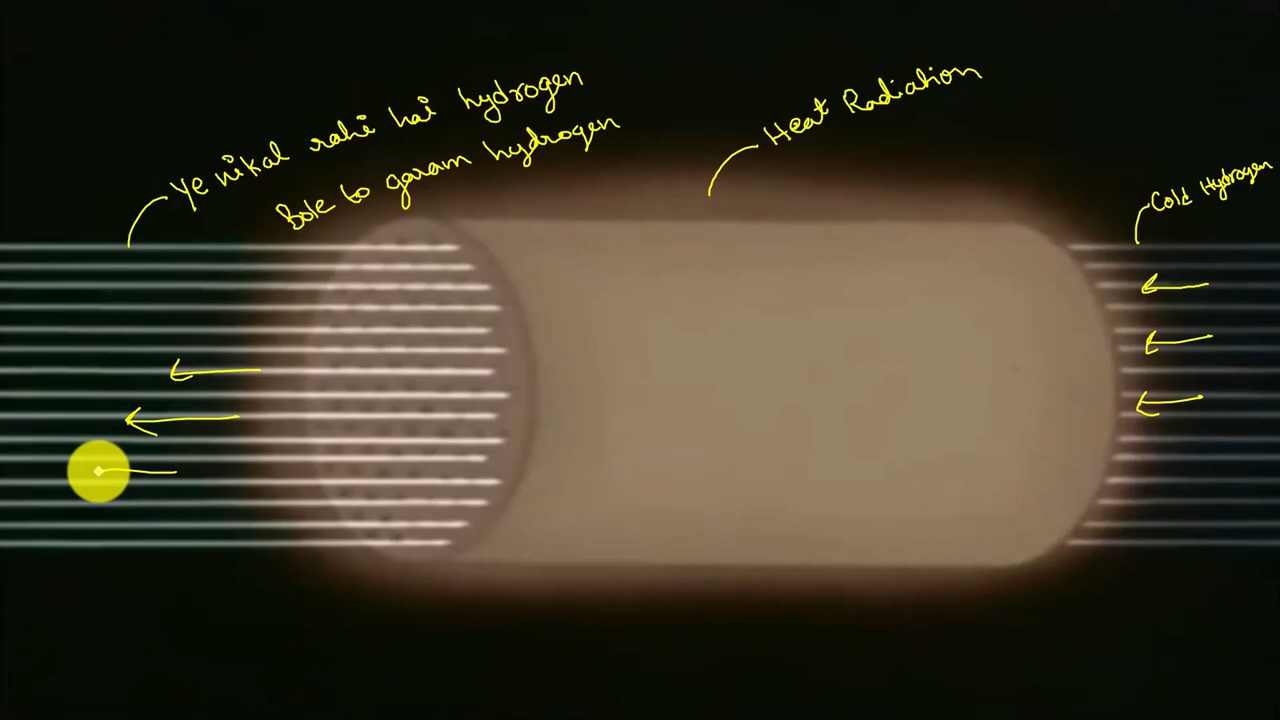 Ye nikal rahi hai hydrogen
Bole to garam hydrogen
Heat Radiation
Cold Hydrogen